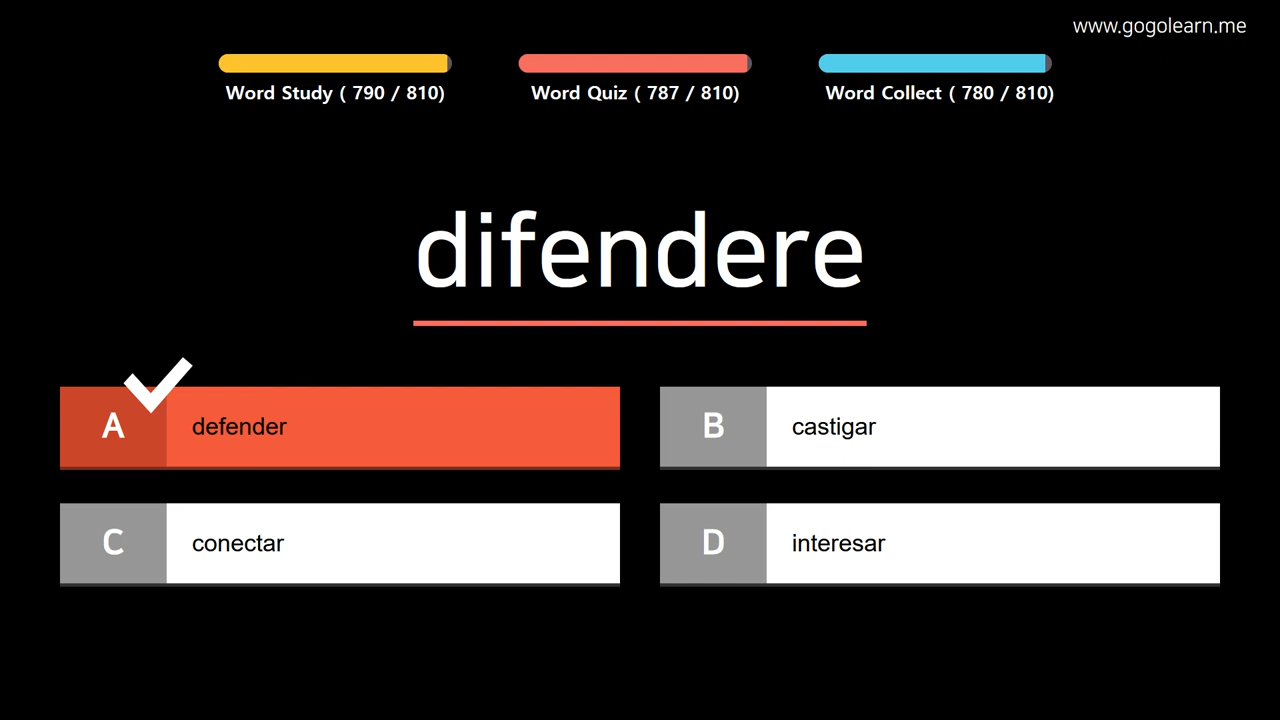 www.gogolearn.me
Word Study ( 790 / 810)
Word Quiz ( 787 / 810)
Word Collect ( 780 / 810)
difendere
A defender
B castigar
C conectar
D interesar